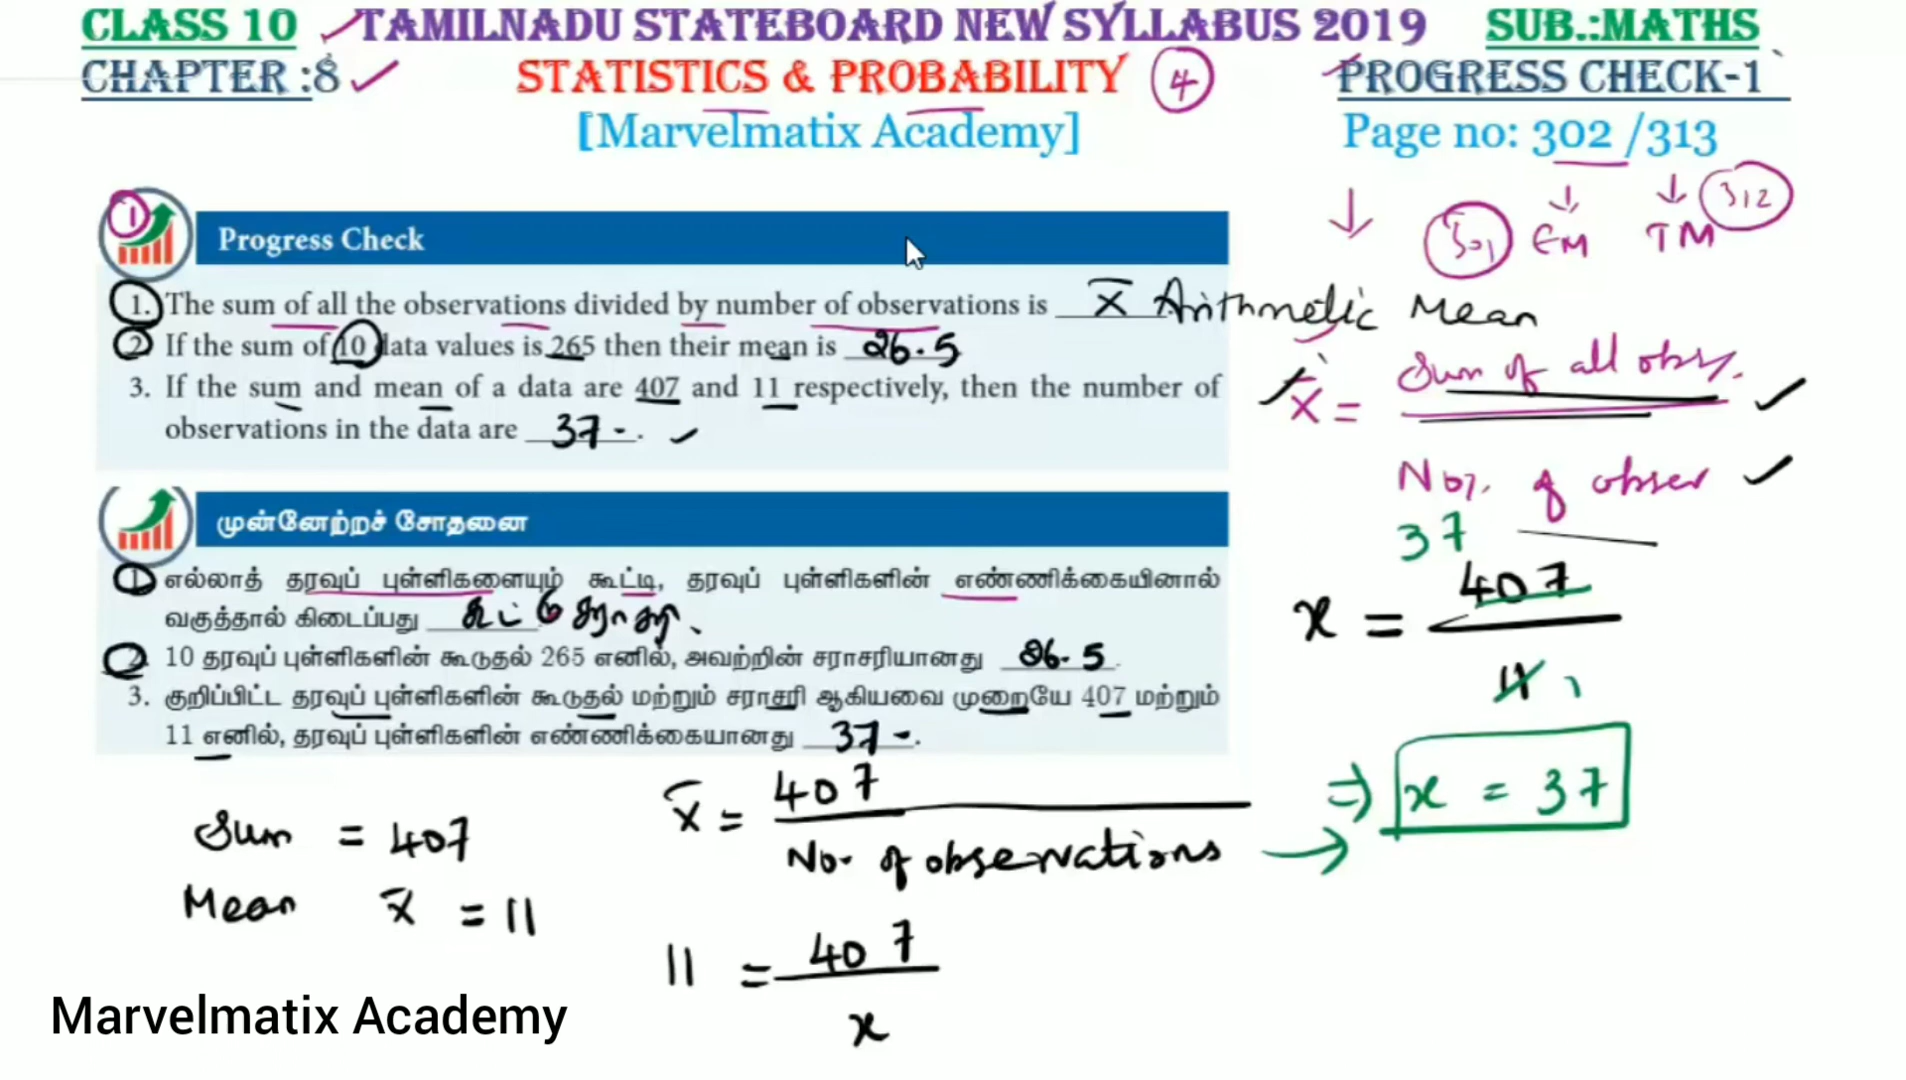 CLASS 10 TAMILNADU STATEBOARD NEW SYLLABUS 2019 SUB.:MATHS
CHAPTER :8 STATISTICS & PROBABILITY 4 PROGRESS CHECK-1
[Marvelmatix Academy] Page no: 302 /313
1 Progress Check
301 EM TM 312
1. The sum of all the observations divided by number of observations is x̄ Arithmetic Mean
2. If the sum of 10 data values is 265 then their mean is 26.5
3. If the sum and mean of a data are 407 and 11 respectively, then the number of
observations in the data are 37.
x̄ = Sum of all obs.
No. of obser
முன்னேற்றச் சோதனை
1. எல்லாத் தரவுப் புள்ளிகளையும் கூட்டி, தரவுப் புள்ளிகளின் எண்ணிக்கையினால்
வகுத்தால் கிடைப்பது கூட்டு சராசரி.
2. 10 தரவுப் புள்ளிகளின் கூடுதல் 265 எனில், அவற்றின் சராசரியானது 26.5.
3. குறிப்பிட்ட தரவுப் புள்ளிகளின் கூடுதல் மற்றும் சராசரி ஆகியவை முறையே 407 மற்றும்
11 எனில், தரவுப் புள்ளிகளின் எண்ணிக்கையானது 37.
37
x = 407
11 1
⇒ x = 37
Sum = 407
Mean x̄ = 11
x̄ = 407
No. of observations
11 = 407
x
Marvelmatix Academy